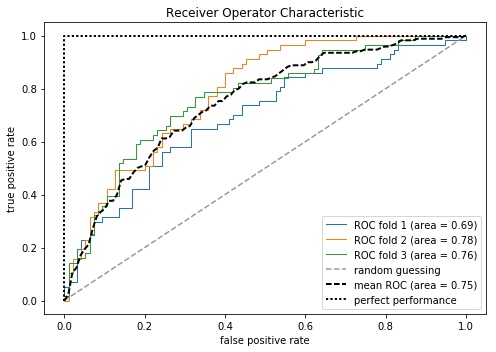 Receiver Operator Characteristic
1.0
0.8
0.6
0.4
0.2
0.0
true positive rate
ROC fold 1 (area = 0.69)
ROC fold 2 (area = 0.78)
ROC fold 3 (area = 0.76)
random guessing
mean ROC (area = 0.75)
perfect performance
0.0 0.2 0.4 0.6 0.8 1.0
false positive rate